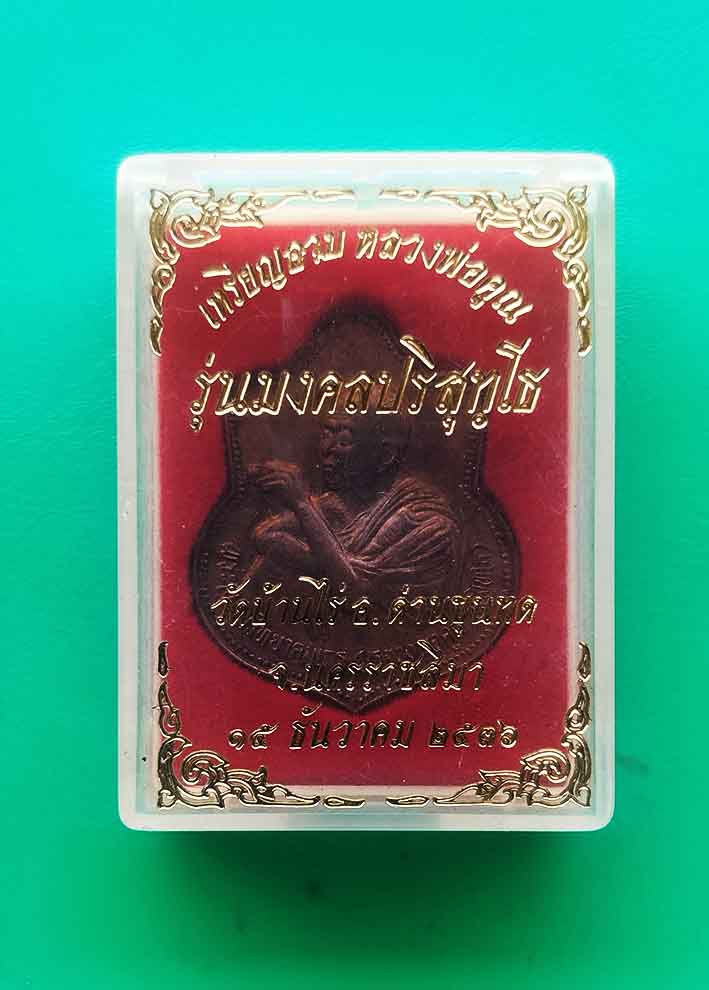 เหรียญอาม หลวงพ่อคูณ
รุ่นมงคลปริสุทฺโธ
วัดบ้านไร่ อ. ด่านขุนทด
จ. นครราชสีมา
๑๕ ธันวาคม ๒๕๓๖